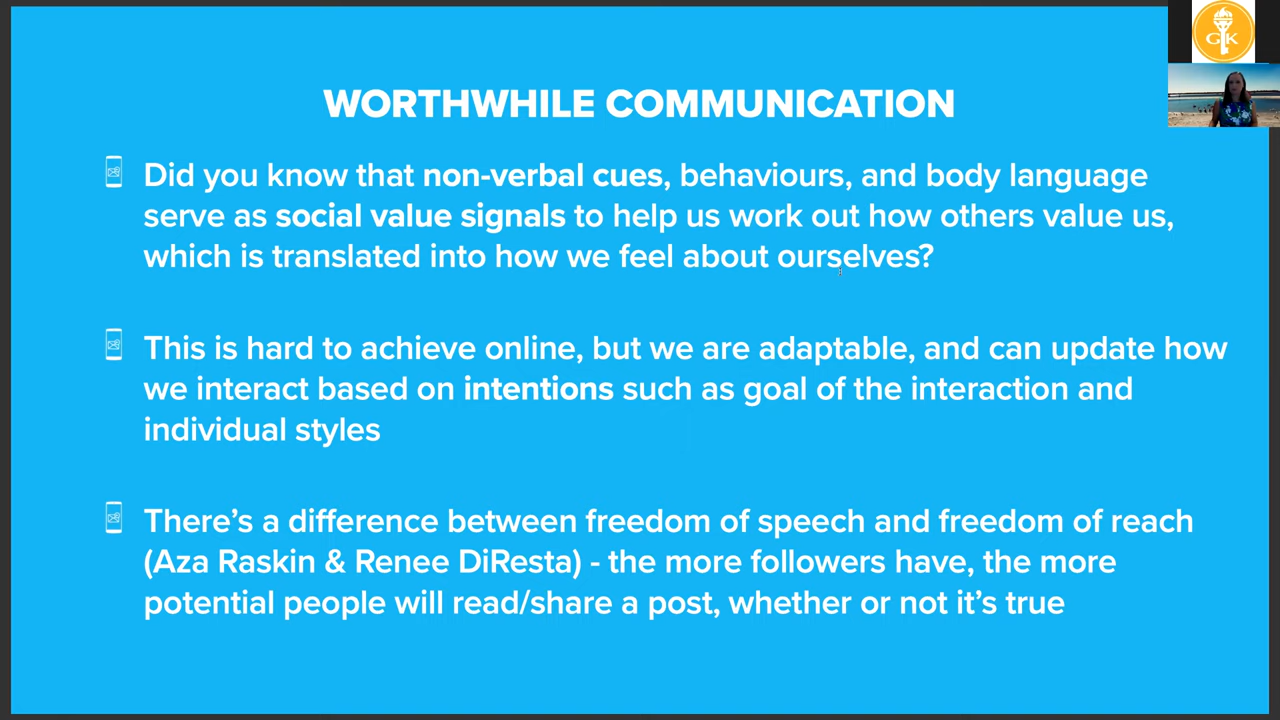 GK
WORTHWHILE COMMUNICATION
Did you know that non-verbal cues, behaviours, and body language
serve as social value signals to help us work out how others value us,
which is translated into how we feel about ourselves?
This is hard to achieve online, but we are adaptable, and can update how
we interact based on intentions such as goal of the interaction and
individual styles
There’s a difference between freedom of speech and freedom of reach
(Aza Raskin & Renee DiResta) - the more followers have, the more
potential people will read/share a post, whether or not it’s true